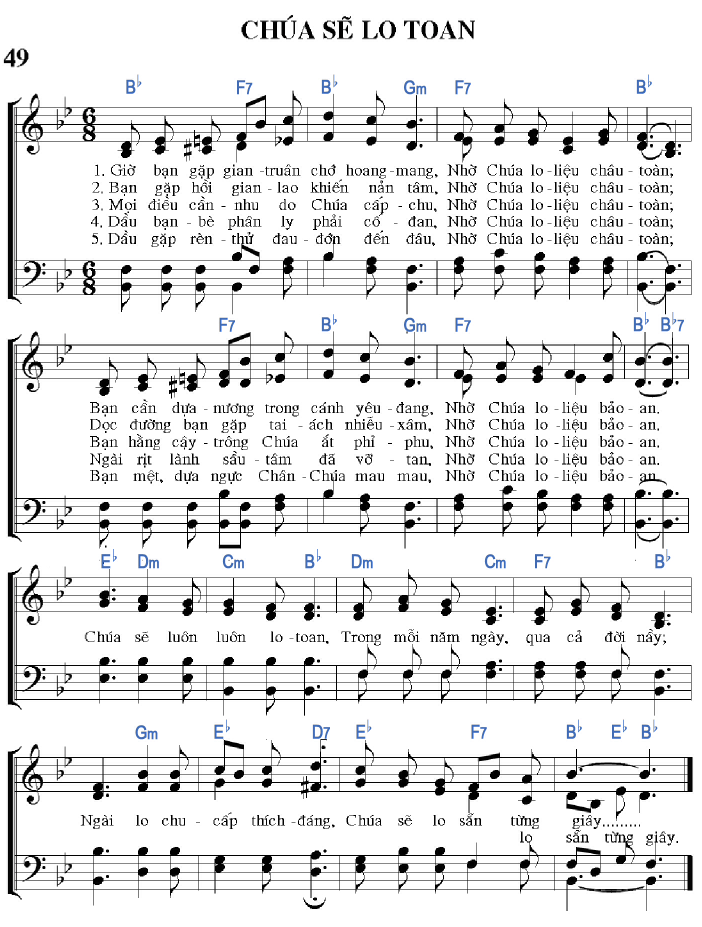 CHÚA SẼ LO TOAN
49
B♭ F7 B♭ Gm F7 B♭
6 8
1. Giờ bạn gặp gian-truân chớ hoang-mang, Nhờ Chúa lo-liệu châu-toàn;
2. Bạn gặp hồi gian-lao khiến nản tâm, Nhờ Chúa lo-liệu châu-toàn;
3. Mọi điều cần-nhu do Chúa cấp-chu, Nhờ Chúa lo-liệu châu-toàn;
4. Dầu bạn-bè phân ly phải cố-đan, Nhờ Chúa lo-liệu châu-toàn;
5. Dầu gặp rèn-thử đau-đớn đến đâu, Nhờ Chúa lo-liệu châu-toàn;
6 8
F7 B♭ Gm F7 B♭ B♭7
Bạn cần dựa-nương trong cánh yêu-đang, Nhờ Chúa lo-liệu bảo-an.
Dọc đường bạn gặp tai-ách nhiễu-xâm, Nhờ Chúa lo-liệu bảo-an.
Bạn hằng cậy-trông Chúa ắt phỉ-phu, Nhờ Chúa lo-liệu bảo-an.
Ngài rịt lành sầu-tâm đã vỡ-tan, Nhờ Chúa lo-liệu bảo-an.
Bạn mệt, dựa ngực Chân-Chúa mau mau, Nhờ Chúa lo-liệu bảo-an.
E♭ Dm Cm B♭ Dm Cm F7 B♭
Chúa sẽ luôn luôn lo-toan, Trong mỗi năm ngày, qua cả đời nầy;
Gm E♭ D7 E♭ F7 B♭ E♭ B♭
Ngài lo chu-cấp thích-đáng, Chúa sẽ lo sẵn từng giây.........
lo sẵn từng giây.